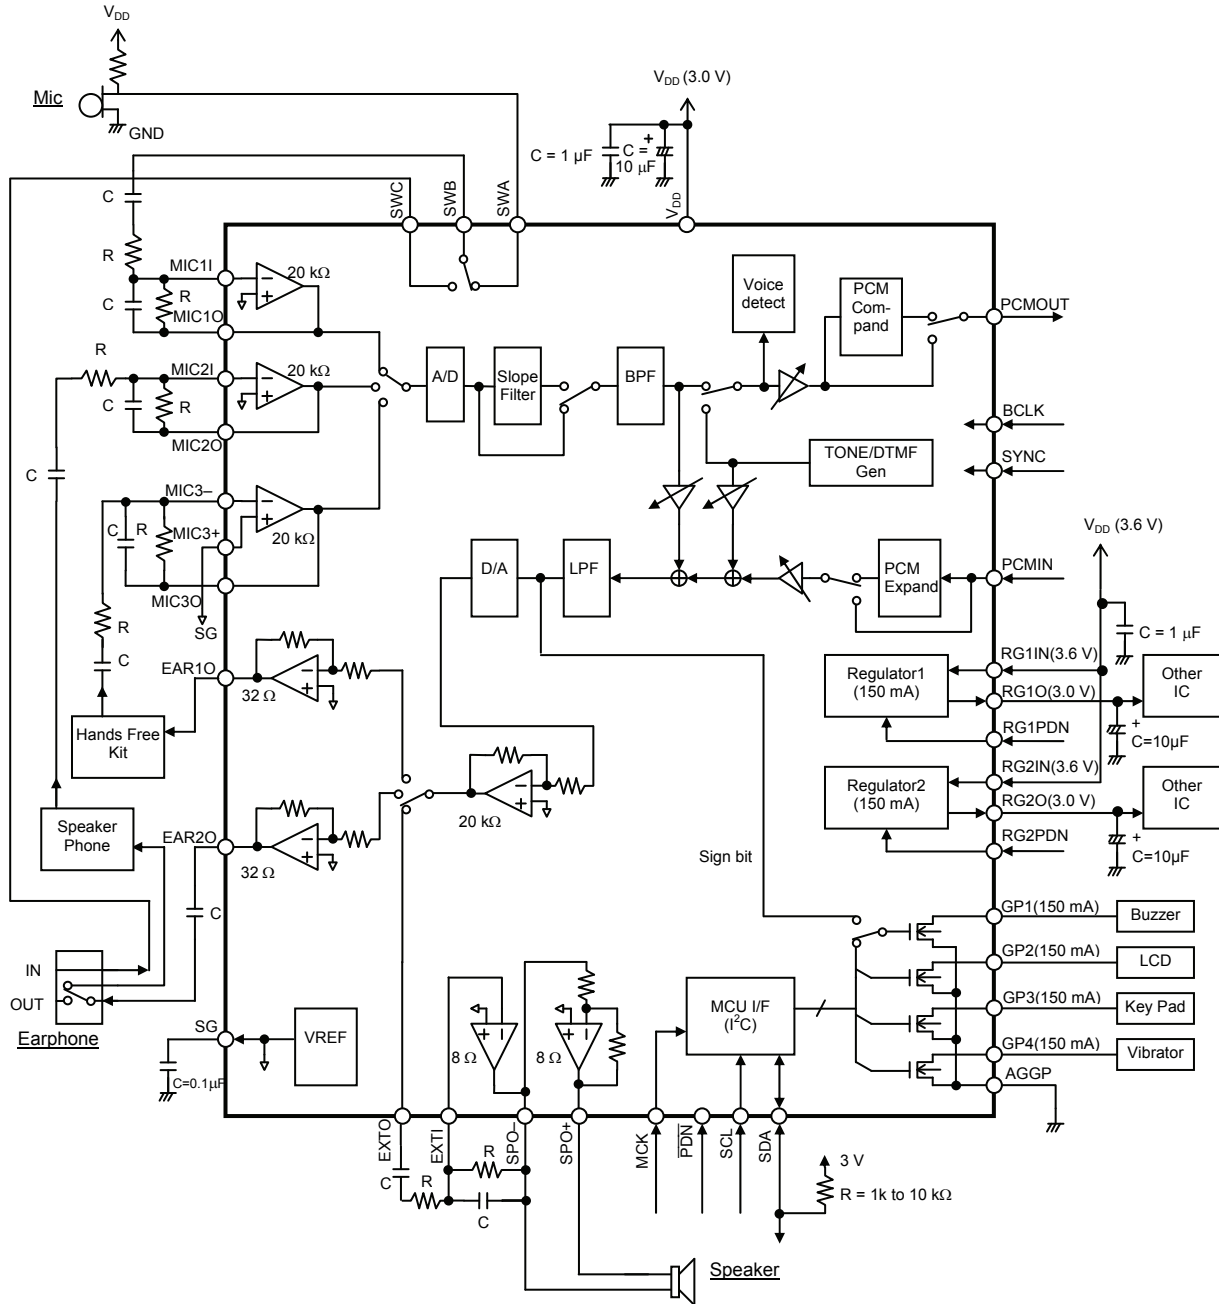 V_DD
Mic
GND
V_DD (3.0 V)
C = 1 µF
C =
+
10 µF
SWC
SWB
SWA
V_DD
C
R
MIC1I
20 kΩ
C
R
MIC1O
Voice
detect
PCM
Com-
pand
PCMOUT
R
MIC2I
20 kΩ
C
R
MIC2O
A/D
Slope
Filter
BPF
BCLK
SYNC
TONE/DTMF
Gen
C
MIC3–
C
R
MIC3+
20 kΩ
MIC3O
SG
R
C
V_DD (3.6 V)
D/A
LPF
PCM
Expand
PCMIN
C = 1 µF
EAR1O
32 Ω
Hands Free
Kit
Regulator1
(150 mA)
RG1IN(3.6 V)
RG1O(3.0 V)
RG1PDN
Other
IC
+
C=10µF
Regulator2
(150 mA)
RG2IN(3.6 V)
RG2O(3.0 V)
RG2PDN
Other
IC
+
C=10µF
20 kΩ
Speaker
Phone
EAR2O
32 Ω
C
Sign bit
IN
OUT
Earphone
GP1(150 mA)
Buzzer
GP2(150 mA)
LCD
GP3(150 mA)
Key Pad
GP4(150 mA)
Vibrator
AGGP
SG
C=0.1µF
VREF
8 Ω
8 Ω
MCU I/F
(I²C)
EXTO
EXTI
SPO–
SPO+
MCK
PDN
SCL
SDA
C
R
R
C
3 V
R = 1k to 10 kΩ
Speaker